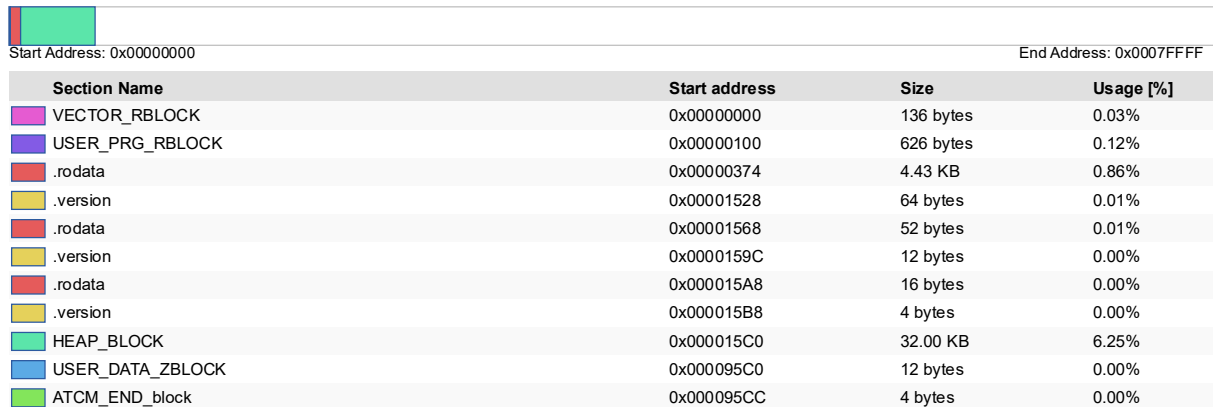 Start Address: 0x00000000 End Address: 0x0007FFFF
Section Name Start address Size Usage [%]
VECTOR_RBLOCK 0x00000000 136 bytes 0.03%
USER_PRG_RBLOCK 0x00000100 626 bytes 0.12%
.rodata 0x00000374 4.43 KB 0.86%
.version 0x00001528 64 bytes 0.01%
.rodata 0x00001568 52 bytes 0.01%
.version 0x0000159C 12 bytes 0.00%
.rodata 0x000015A8 16 bytes 0.00%
.version 0x000015B8 4 bytes 0.00%
HEAP_BLOCK 0x000015C0 32.00 KB 6.25%
USER_DATA_ZBLOCK 0x000095C0 12 bytes 0.00%
ATCM_END_block 0x000095CC 4 bytes 0.00%